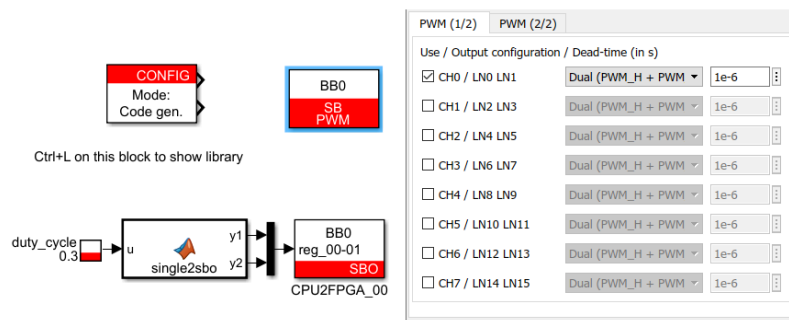 CONFIG
Mode:
Code gen.
BB0
SB
PWM
Ctrl+L on this block to show library
duty_cycle
0.3
u
y1
y2
single2sbo
BB0
reg_00-01
SBO
CPU2FPGA_00
PWM (1/2) PWM (2/2)
Use / Output configuration / Dead-time (in s)
CH0 / LN0 LN1 Dual (PWM_H + PWM 1e-6
CH1 / LN2 LN3 Dual (PWM_H + PWM 1e-6
CH2 / LN4 LN5 Dual (PWM_H + PWM 1e-6
CH3 / LN6 LN7 Dual (PWM_H + PWM 1e-6
CH4 / LN8 LN9 Dual (PWM_H + PWM 1e-6
CH5 / LN10 LN11 Dual (PWM_H + PWM 1e-6
CH6 / LN12 LN13 Dual (PWM_H + PWM 1e-6
CH7 / LN14 LN15 Dual (PWM_H + PWM 1e-6